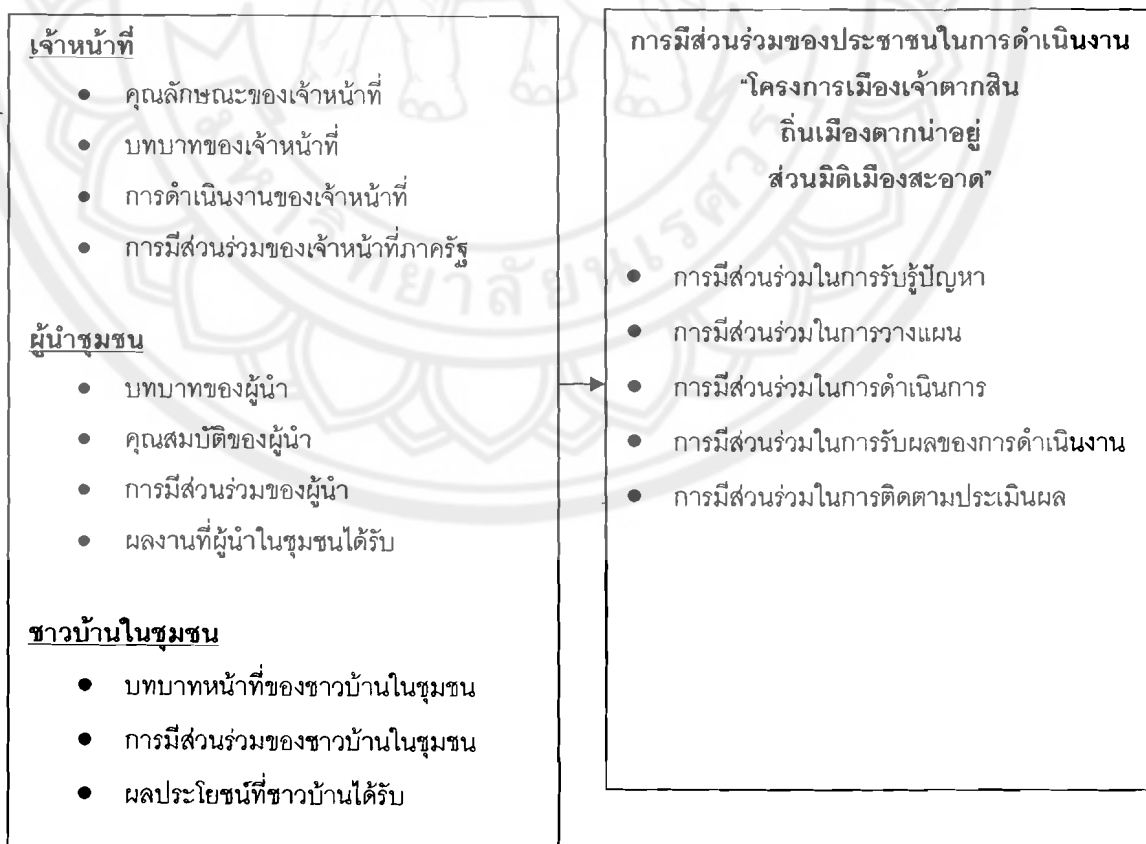 เจ้าหน้าที่
● คุณลักษณะของเจ้าหน้าที่
● บทบาทของเจ้าหน้าที่
● การดำเนินงานของเจ้าหน้าที่
● การมีส่วนร่วมของเจ้าหน้าที่ภาครัฐ
ผู้นำชุมชน
● บทบาทของผู้นำ
● คุณสมบัติของผู้นำ
● การมีส่วนร่วมของผู้นำ
● ผลงานที่ผู้นำในชุมชนได้รับ
ชาวบ้านในชุมชน
● บทบาทหน้าที่ของชาวบ้านในชุมชน
● การมีส่วนร่วมของชาวบ้านในชุมชน
● ผลประโยชน์ที่ชาวบ้านได้รับ
การมีส่วนร่วมของประชาชนในการดำเนินงาน
"โครงการเมืองเจ้าตากสิน
ถิ่นเมืองตากน่าอยู่
ส่วนมิติเมืองสะอาด"
● การมีส่วนร่วมในการรับรู้ปัญหา
● การมีส่วนร่วมในการวางแผน
● การมีส่วนร่วมในการดำเนินการ
● การมีส่วนร่วมในการรับผลของการดำเนินงาน
● การมีส่วนร่วมในการติดตามประเมินผล